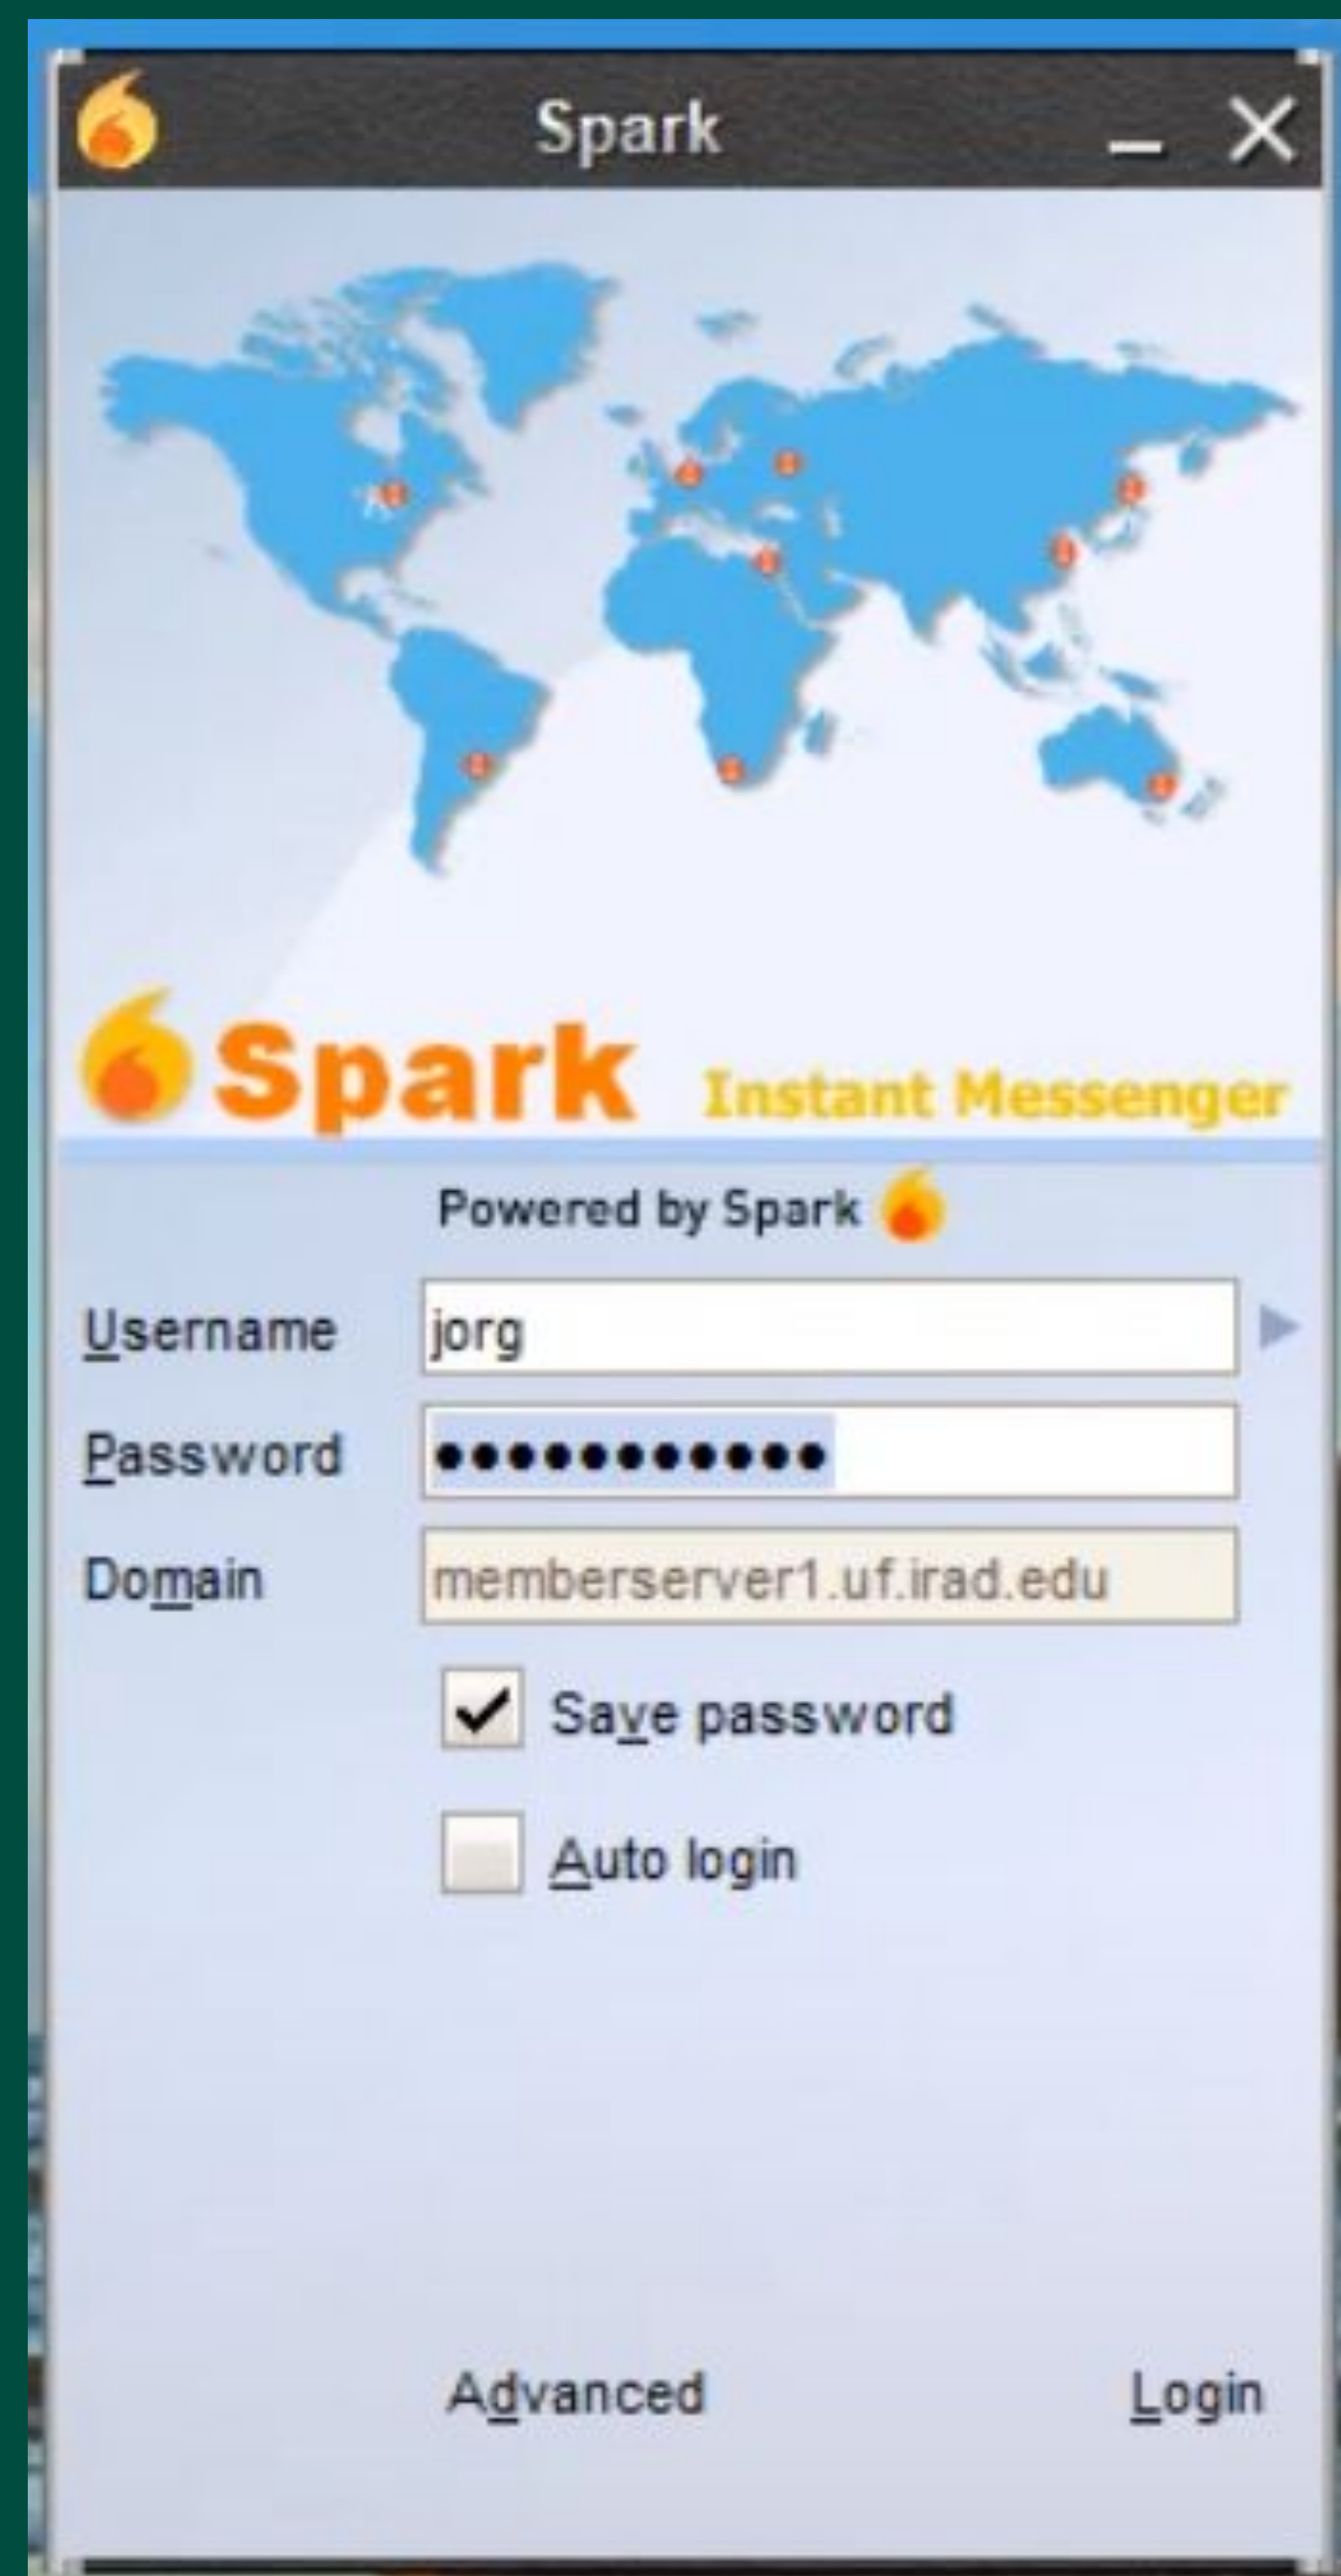 Spark
Spark Instant Messenger
Powered by Spark
Username jorg
Password ●●●●●●●●●●●
Domain memberserver1.uf.irad.edu
Save password
Auto login
Advanced Login